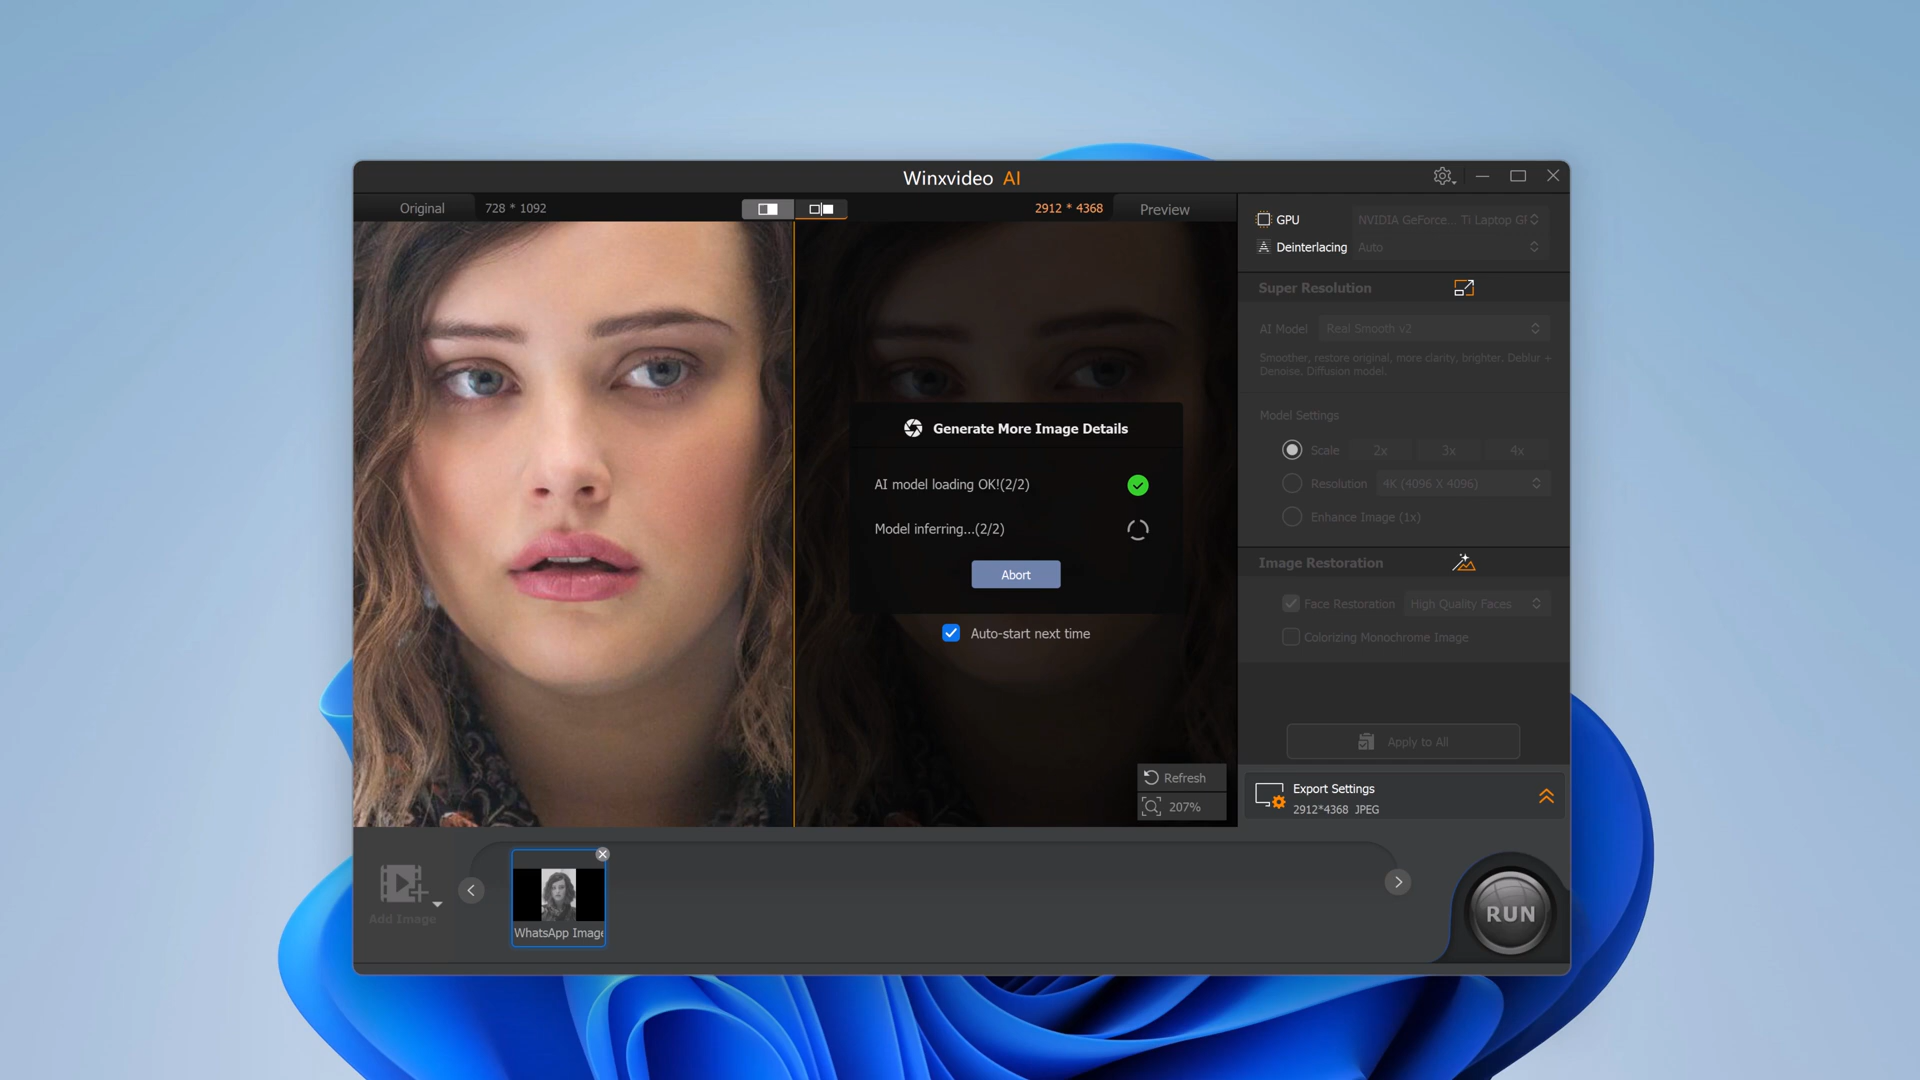 Winxvideo AI
Original
728 * 1092
2912 * 4368
Preview
GPU
NVIDIA GeForce... Ti Laptop GI
Deinterlacing
Auto
Super Resolution
AI Model
Real Smooth v2
Smoother, restore original, more clarity, brighter. Deblur +
Denoise. Diffusion model.
Model Settings
Scale
2x
3x
4x
Resolution
4K (4096 X 4096)
Enhance Image (1x)
Image Restoration
Face Restoration
High Quality Faces
Colorizing Monochrome Image
Apply to All
Export Settings
2912*4368 JPEG
Generate More Image Details
AI model loading OK!(2/2)
Model inferring...(2/2)
Abort
Auto-start next time
Refresh
207%
Add Image
WhatsApp Image
RUN